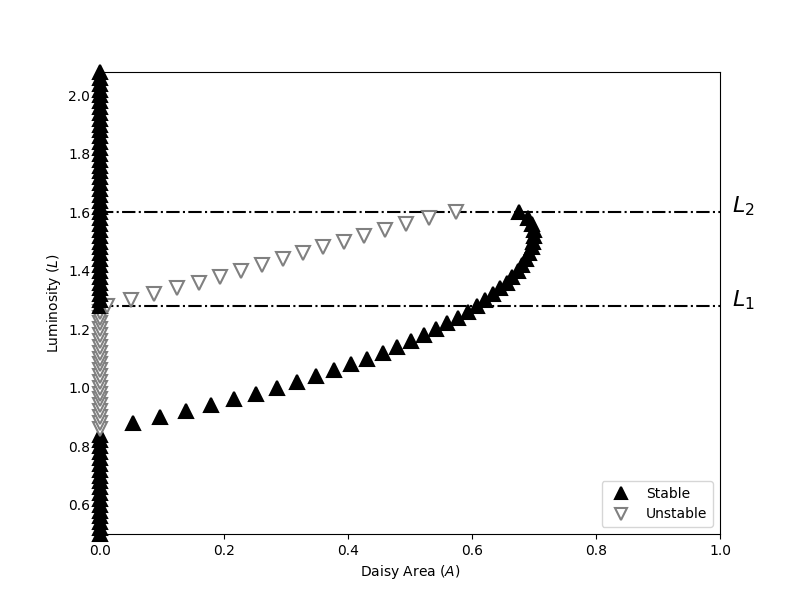 2.0
1.8
1.6
1.4
1.2
1.0
0.8
0.6
Luminosity (L)
L₂
L₁
Stable
Unstable
0.0 0.2 0.4 0.6 0.8 1.0
Daisy Area (A)